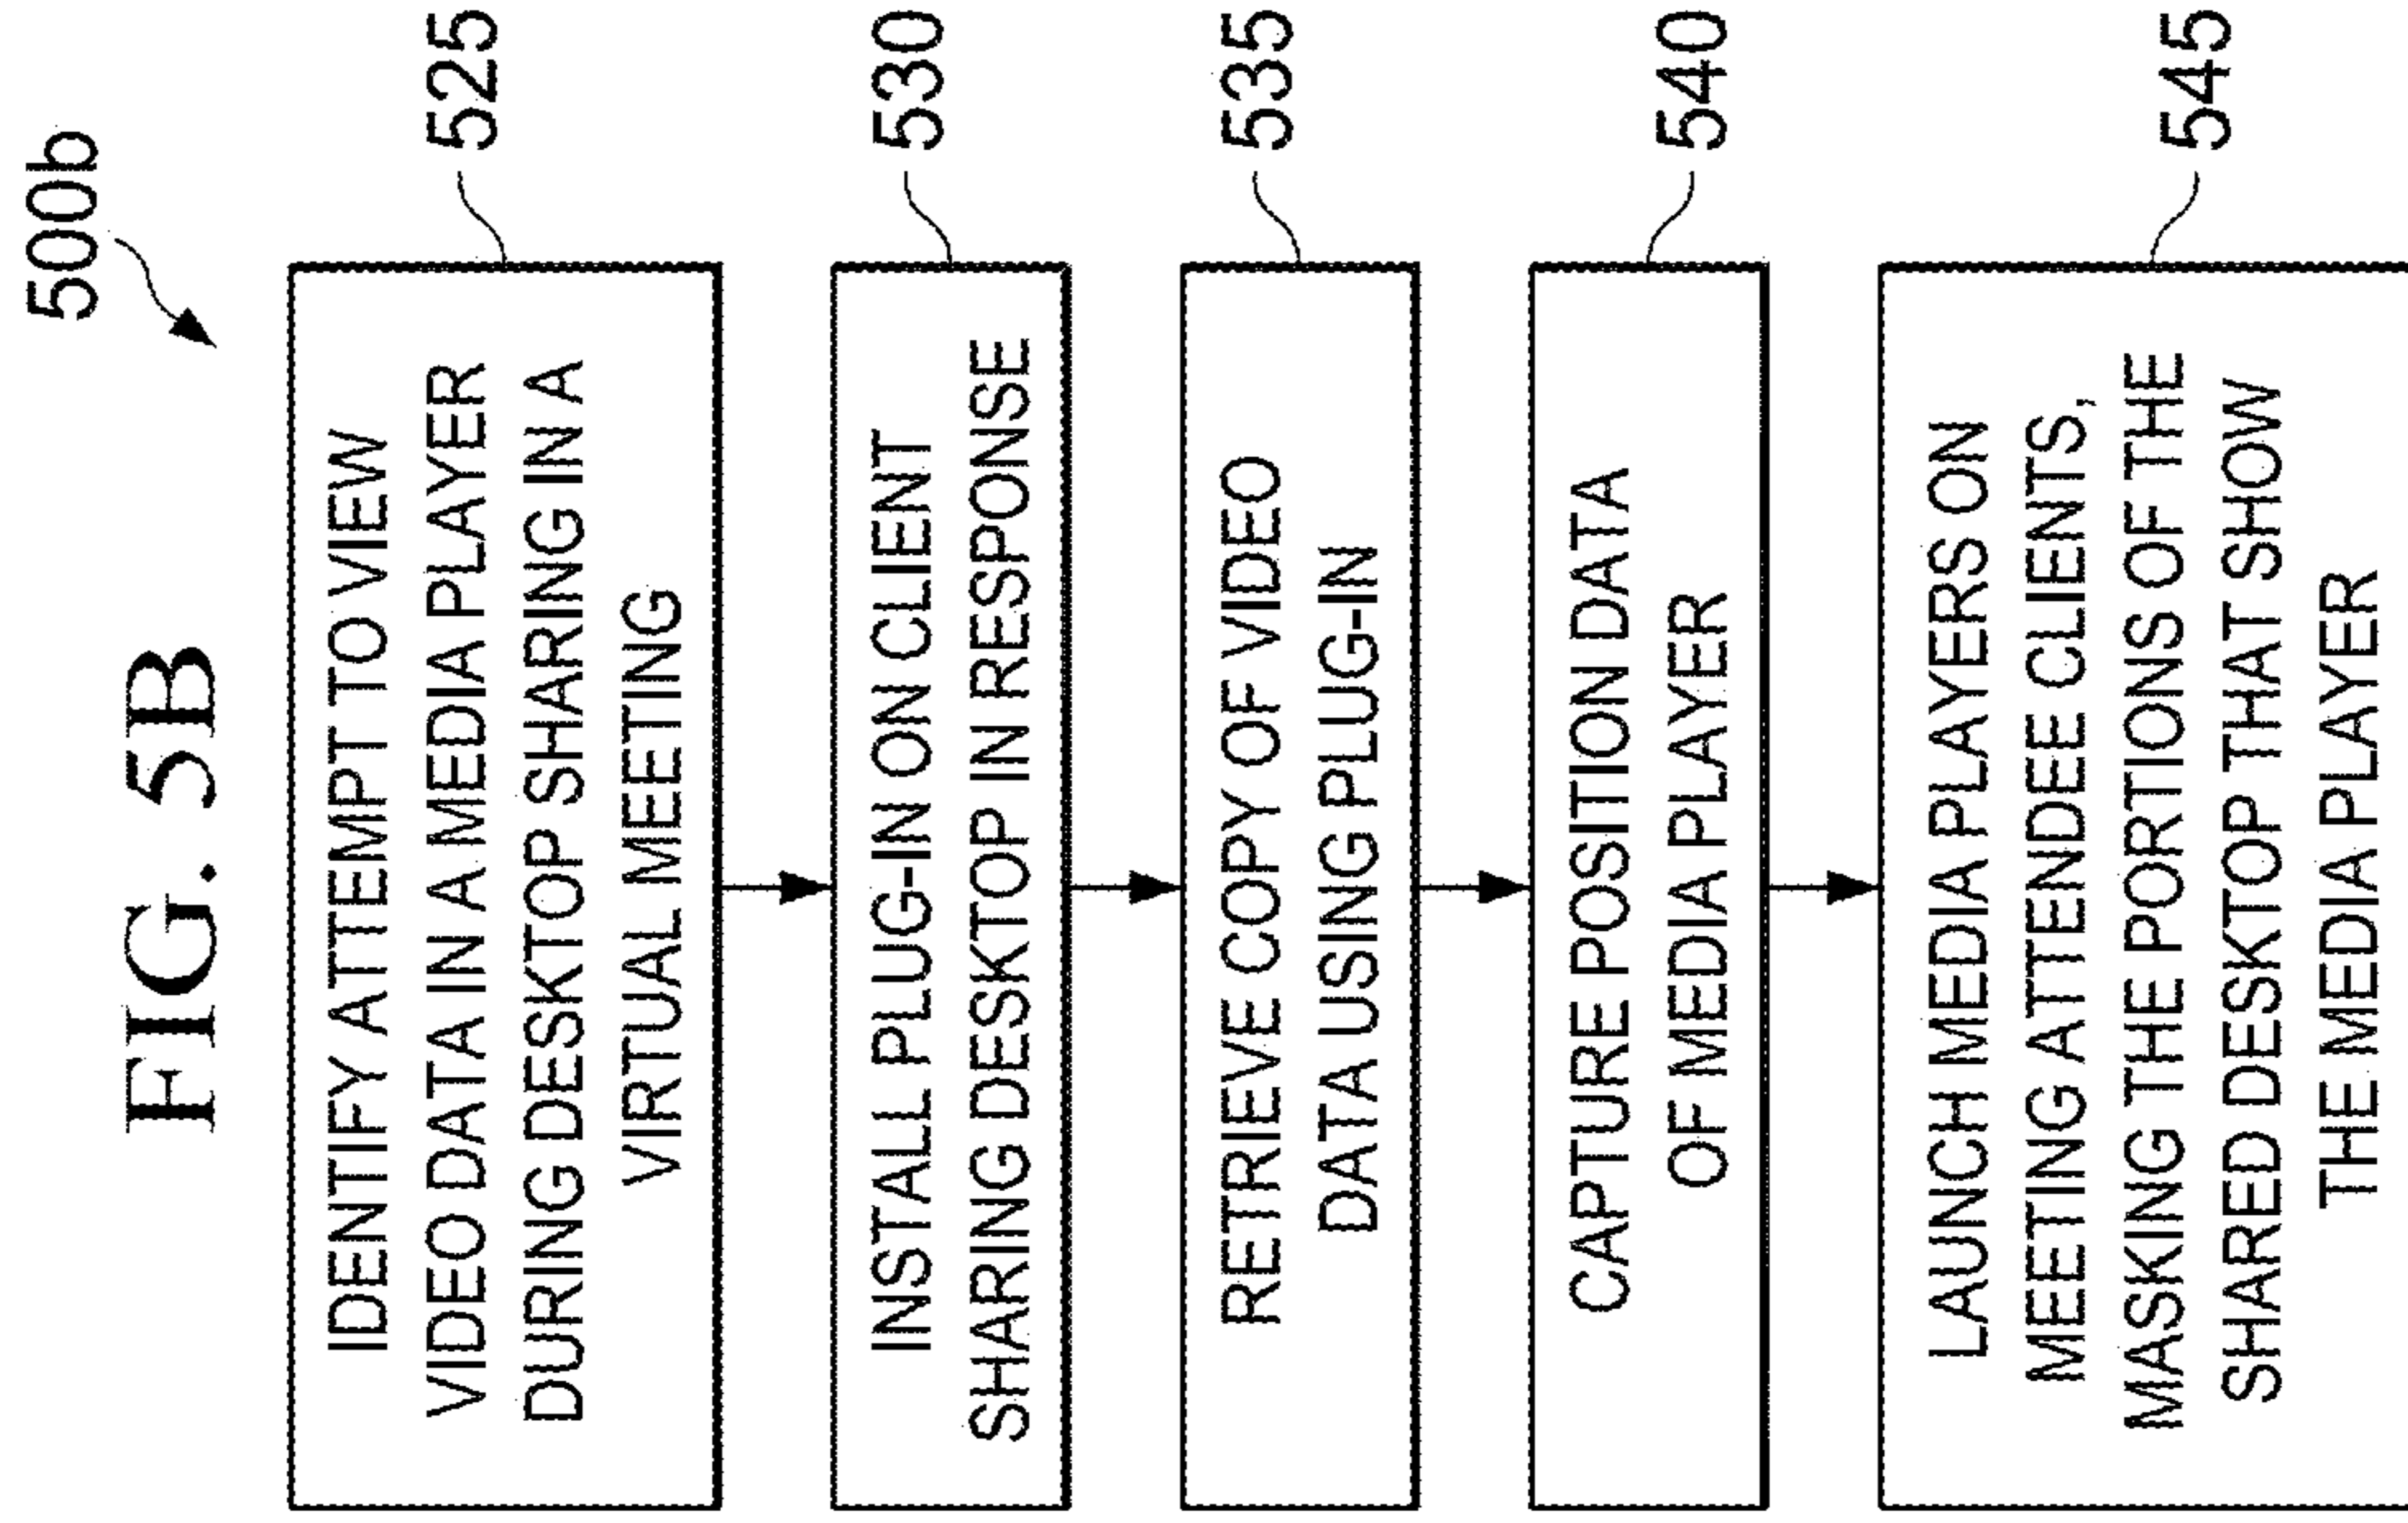 FIG. 5B
500b
IDENTIFY ATTEMPT TO VIEW
VIDEO DATA IN A MEDIA PLAYER
DURING DESKTOP SHARING IN A
VIRTUAL MEETING
525
INSTALL PLUG-IN ON CLIENT
SHARING DESKTOP IN RESPONSE
530
RETRIEVE COPY OF VIDEO
DATA USING PLUG-IN
535
CAPTURE POSITION DATA
OF MEDIA PLAYER
540
LAUNCH MEDIA PLAYERS ON
MEETING ATTENDEE CLIENTS,
MASKING THE PORTIONS OF THE
SHARED DESKTOP THAT SHOW
THE MEDIA PLAYER
545